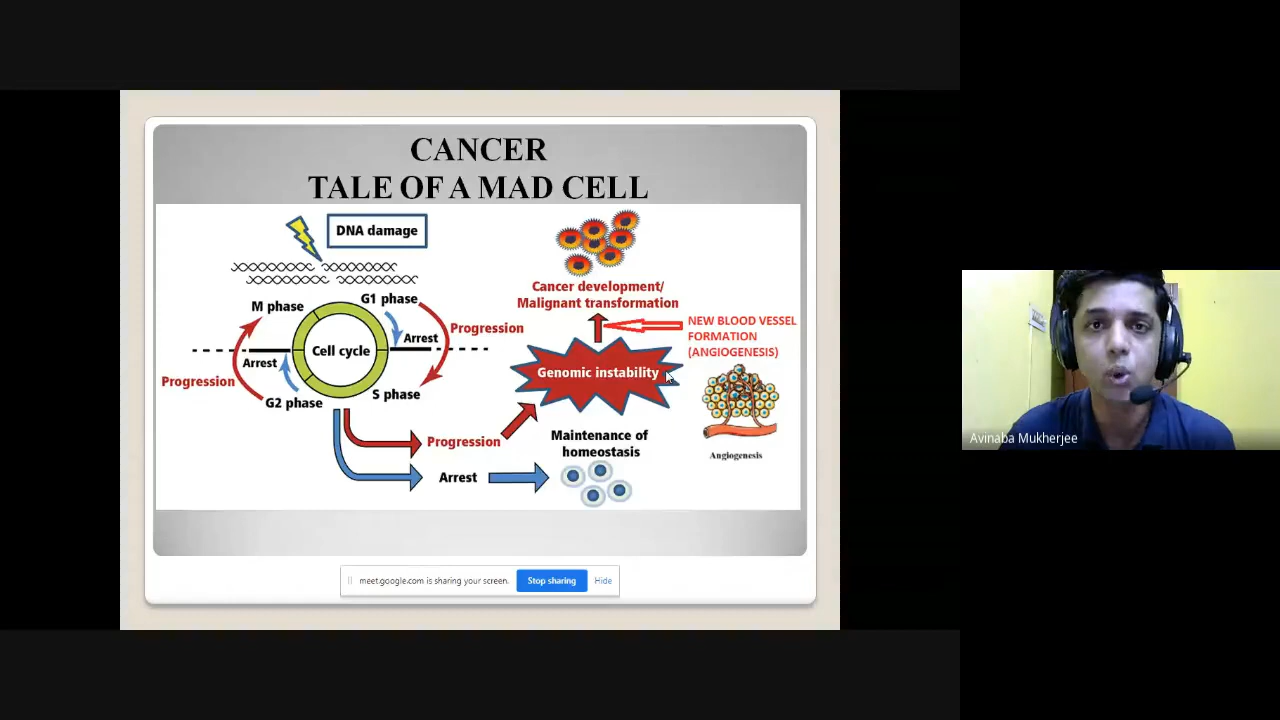 CANCER
TALE OF A MAD CELL
DNA damage
M phase
G1 phase
Arrest
Progression
Cell cycle
Arrest
Progression
G2 phase
S phase
Progression
Arrest
Cancer development/
Malignant transformation
NEW BLOOD VESSEL
FORMATION
(ANGIOGENESIS)
Genomic instability
Maintenance of
homeostasis
Angiogenesis
meet.google.com is sharing your screen.
Stop sharing
Hide
Avinaba Mukherjee